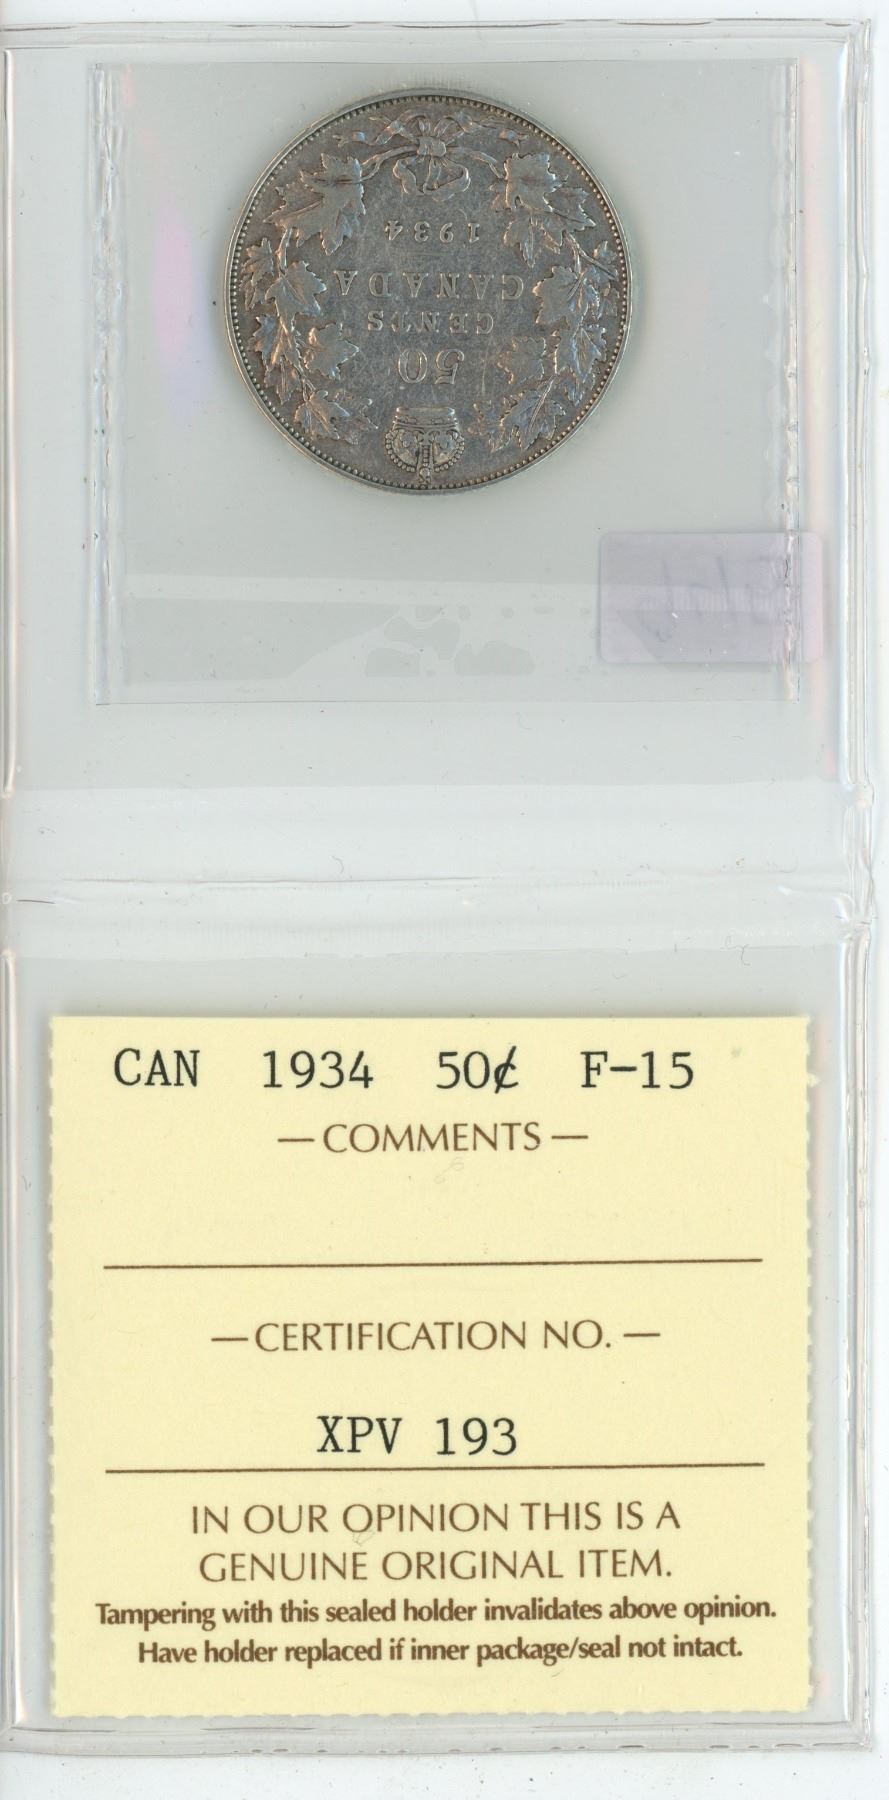 50
CENTS
CANADA
1934
CAN 1934 50¢ F-15
— COMMENTS —
— CERTIFICATION NO. —
XPV 193
IN OUR OPINION THIS IS A
GENUINE ORIGINAL ITEM.
Tampering with this sealed holder invalidates above opinion.
Have holder replaced if inner package/seal not intact.